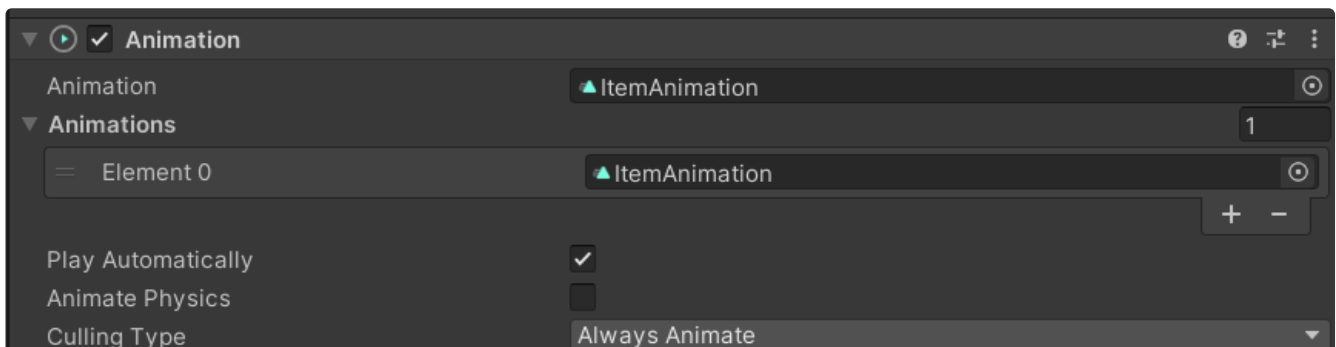 Animation
Animation ItemAnimation
Animations 1
Element 0 ItemAnimation
+ −
Play Automatically
Animate Physics
Culling Type Always Animate